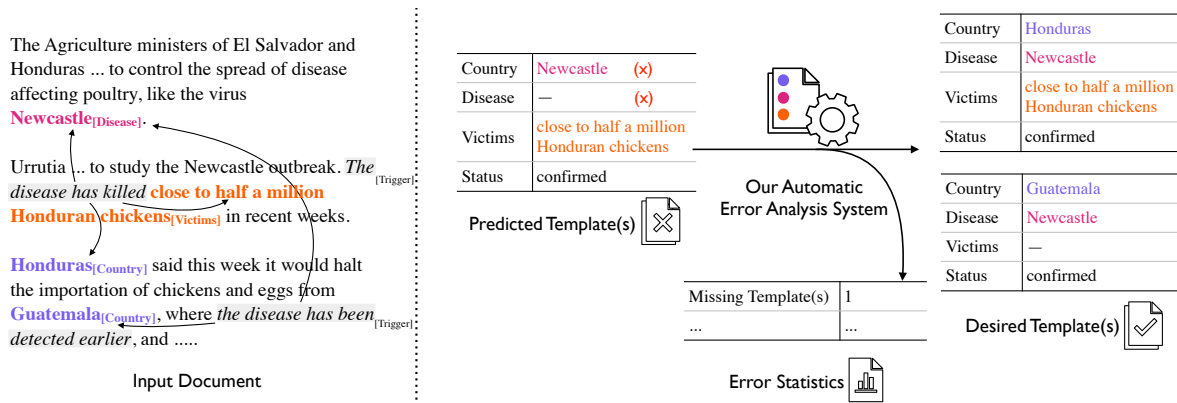 The Agriculture ministers of El Salvador and
Honduras ... to control the spread of disease
affecting poultry, like the virus
Newcastle[Disease].
Urrutia ... to study the Newcastle outbreak. The
[Trigger]
disease has killed close to half a million
Honduran chickens[Victims] in recent weeks.
Honduras[Country] said this week it would halt
the importation of chickens and eggs from
Guatemala[Country], where the disease has been
[Trigger]
detected earlier, and .....
Input Document
Country Newcastle (x)
Disease — (x)
Victims close to half a million
Honduran chickens
Status confirmed
Predicted Template(s)
Our Automatic
Error Analysis System
Missing Template(s) 1
... ...
Error Statistics
Country Honduras
Disease Newcastle
Victims close to half a million
Honduran chickens
Status confirmed
Country Guatemala
Disease Newcastle
Victims —
Status confirmed
Desired Template(s)